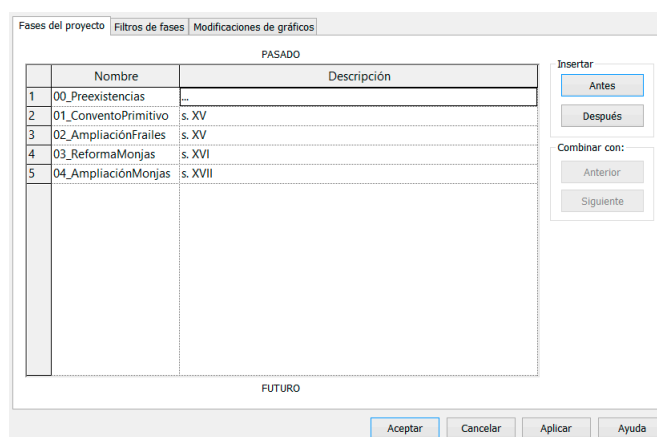 Fases del proyecto Filtros de fases Modificaciones de gráficos
PASADO
Nombre Descripción
1 00_Preexistencias ...
2 01_ConventoPrimitivo s. XV
3 02_AmpliaciónFrailes s. XV
4 03_ReformaMonjas s. XVI
5 04_AmpliaciónMonjas s. XVII
FUTURO
Insertar
Antes
Después
Combinar con:
Anterior
Siguiente
Aceptar Cancelar Aplicar Ayuda